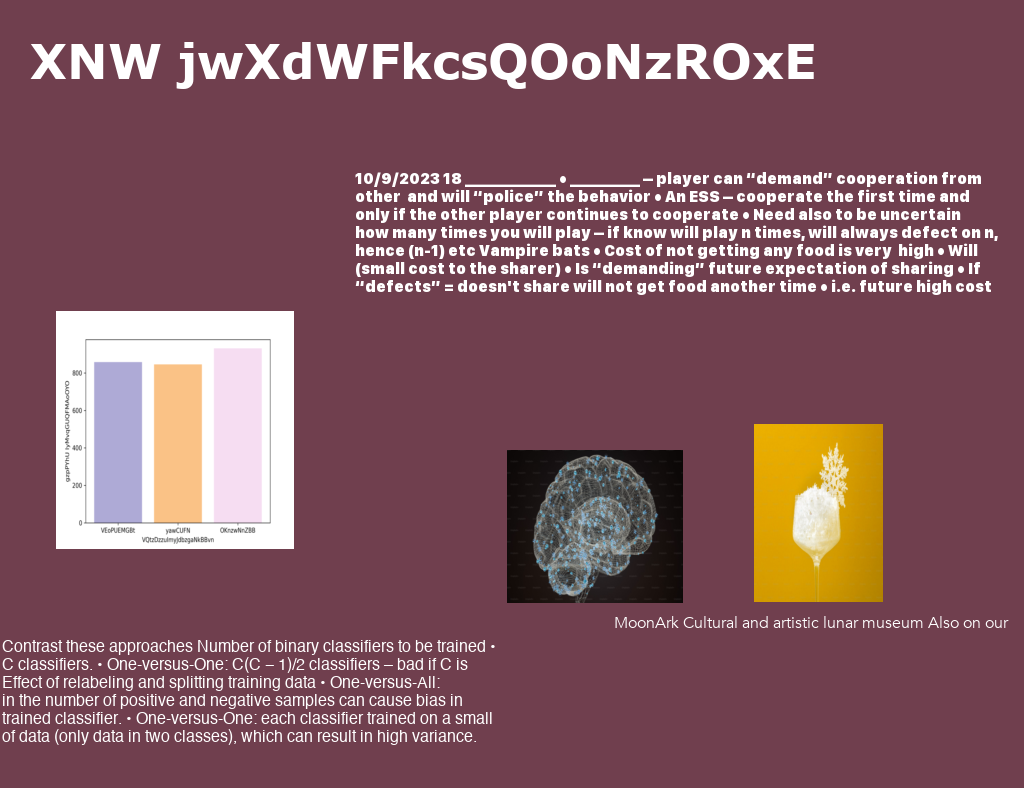 XNW jwXdWFkcsQOoNzROxE
10/9/2023 18 __________ • ________ – player can “demand” cooperation from
other and will “police” the behavior • An ESS – cooperate the first time and
only if the other player continues to cooperate • Need also to be uncertain
how many times you will play – if know will play n times, will always defect on n,
hence (n-1) etc Vampire bats • Cost of not getting any food is very high • Will
(small cost to the sharer) • Is “demanding” future expectation of sharing • If
“defects” = doesn't share will not get food another time • i.e. future high cost
800
600
400
200
0
VEoPUEMGBt
yawCUFN
OKnzwNnZBB
VQtzDzzulmyJdbzgaNkBBvn
MoonArk Cultural and artistic lunar museum Also on our
Contrast these approaches Number of binary classifiers to be trained •
C classifiers. • One-versus-One: C(C – 1)/2 classifiers – bad if C is
Effect of relabeling and splitting training data • One-versus-All:
in the number of positive and negative samples can cause bias in
trained classifier. • One-versus-One: each classifier trained on a small
of data (only data in two classes), which can result in high variance.